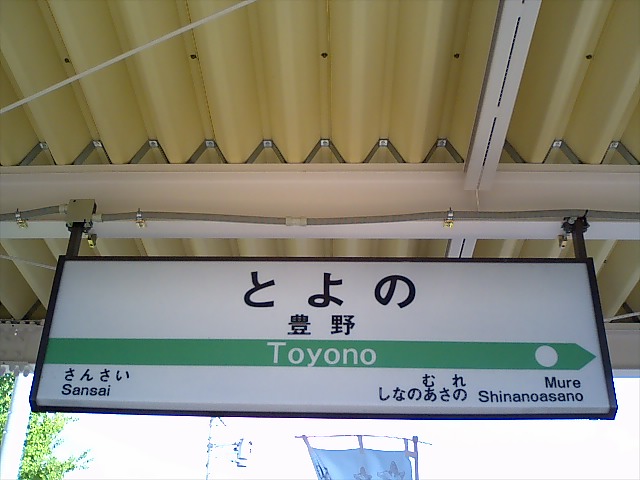 とよの
豊野
Toyono
さんさい
Sansai
むれ Mure
しなのあさの Shinanoasano